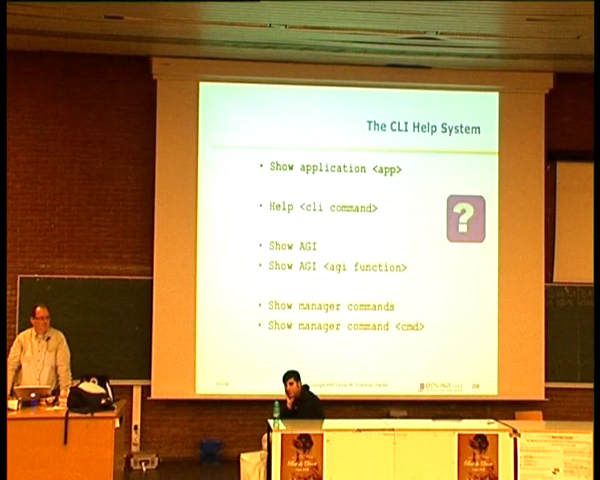 The CLI Help System
• Show application <app>
• Help <cli command>
?
• Show AGI
• Show AGI <agi function>
• Show manager commands
• Show manager command <cmd>